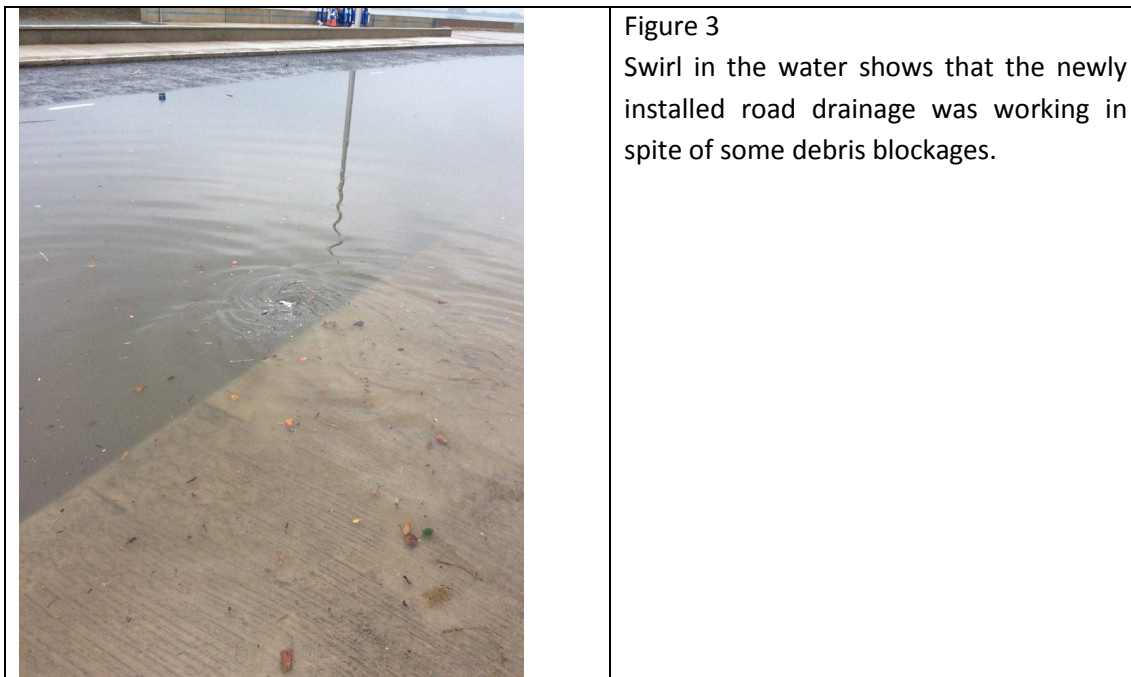 Figure 3
Swirl in the water shows that the newly
installed road drainage was working in
spite of some debris blockages.